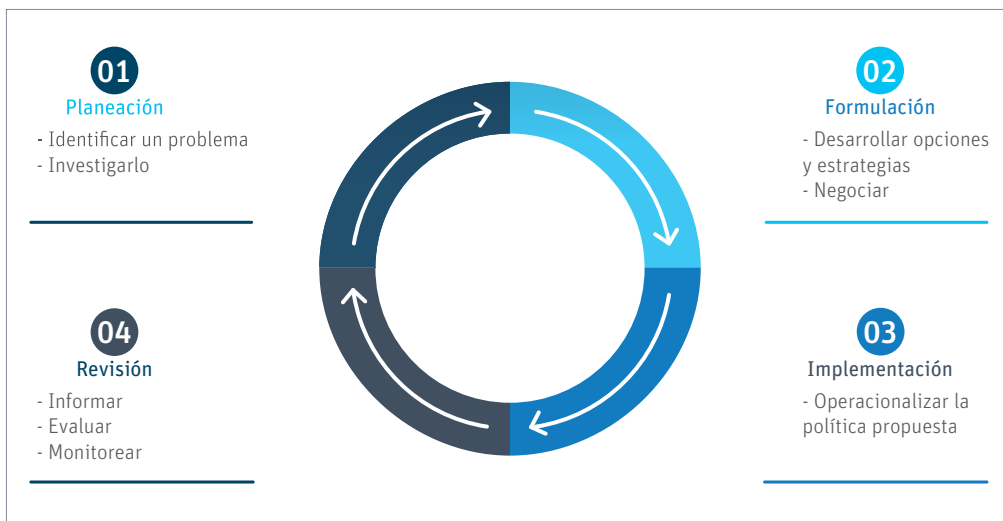 01
Planeación
- Identificar un problema
- Investigarlo
02
Formulación
- Desarrollar opciones
y estrategias
- Negociar
03
Implementación
- Operacionalizar la
política propuesta
04
Revisión
- Informar
- Evaluar
- Monitorear